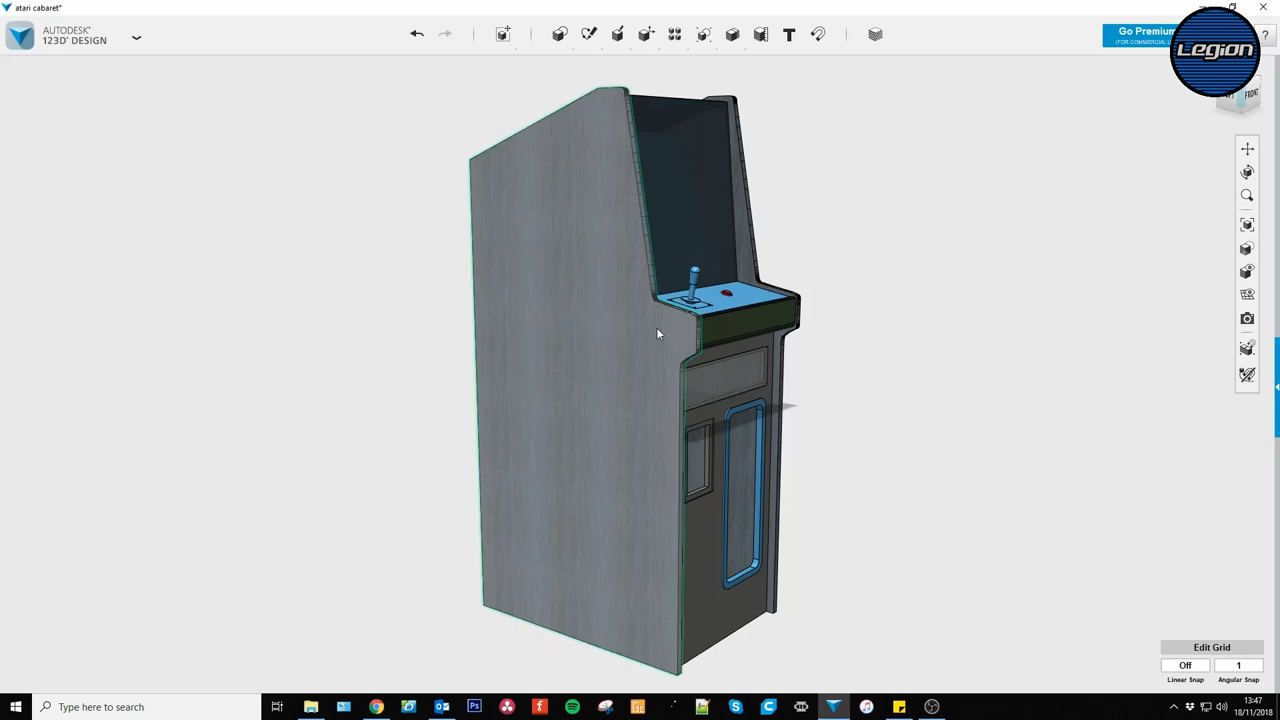 atari cabaret*
AUTODESK®
123D® DESIGN
Go Premium
Legion
?
FRONT
T
Edit Grid
Off
1
Linear Snap
Angular Snap
Type here to search
Ps
13:47
18/11/2018